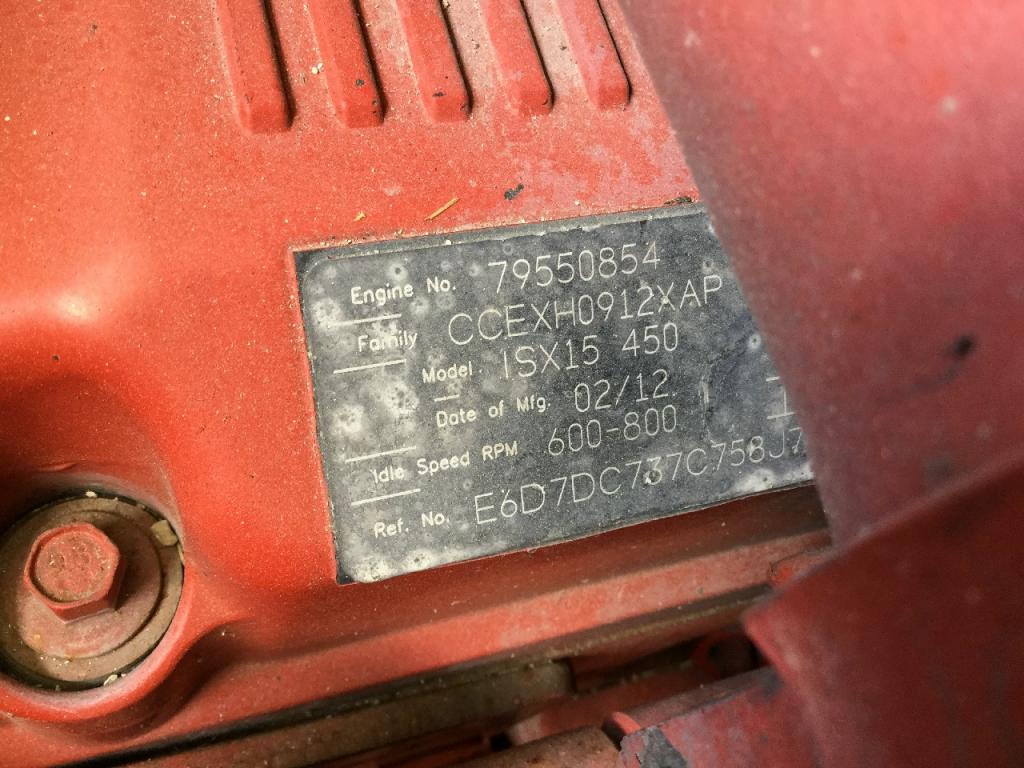 Engine No. 79550854
Family CCEXH0912XAP
Model. ISX15 450
Date of Mfg. 02/12
Idle Speed RPM 600-800
Ref. No. E6D7DC737C758J7